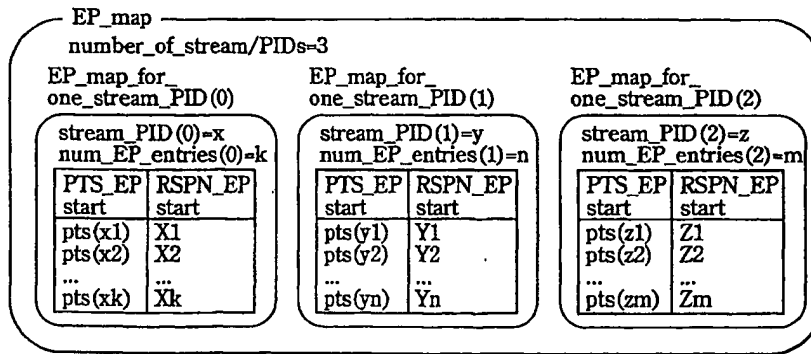 EP_map
number_of_stream/PIDs=3
EP_map_for_
one_stream_PID(0)
stream_PID(0)=x
num_EP_entries(0)=k
PTS_EP start RSPN_EP start
pts(x1) X1
pts(x2) X2
... ...
pts(xk) Xk
EP_map_for_
one_stream_PID(1)
stream_PID(1)=y
num_EP_entries(1)=n
PTS_EP start RSPN_EP start
pts(y1) Y1
pts(y2) Y2
... ...
pts(yn) Yn
EP_map_for_
one_stream_PID(2)
stream_PID(2)=z
num_EP_entries(2)=m
PTS_EP start RSPN_EP start
pts(z1) Z1
pts(z2) Z2
... ...
pts(zm) Zm